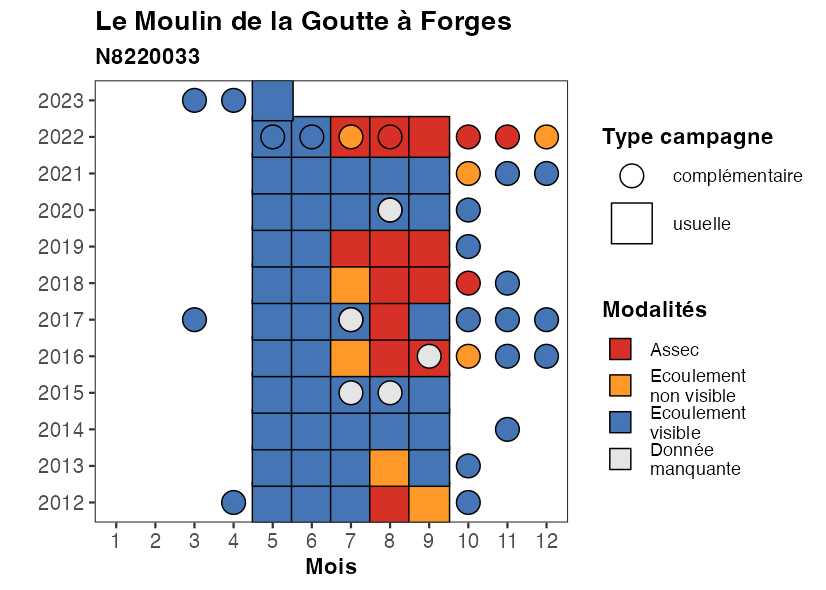 Le Moulin de la Goutte à Forges
N8220033
2023
2022
2021
2020
2019
2018
2017
2016
2015
2014
2013
2012
1 2 3 4 5 6 7 8 9 10 11 12
Mois
Type campagne
complémentaire
usuelle
Modalités
Assec
Ecoulement
non visible
Ecoulement
visible
Donnée
manquante